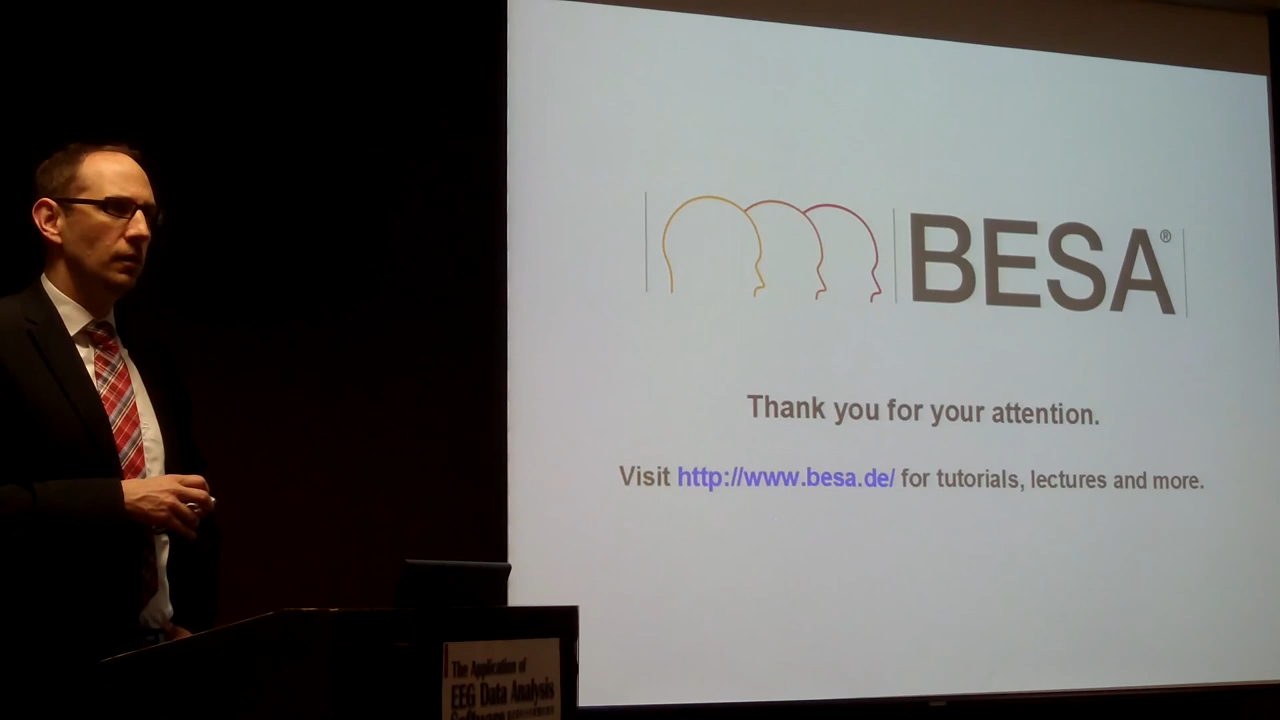 BESA®
Thank you for your attention.
Visit http://www.besa.de/ for tutorials, lectures and more.
The Application of
EEG Data Analysis
Software